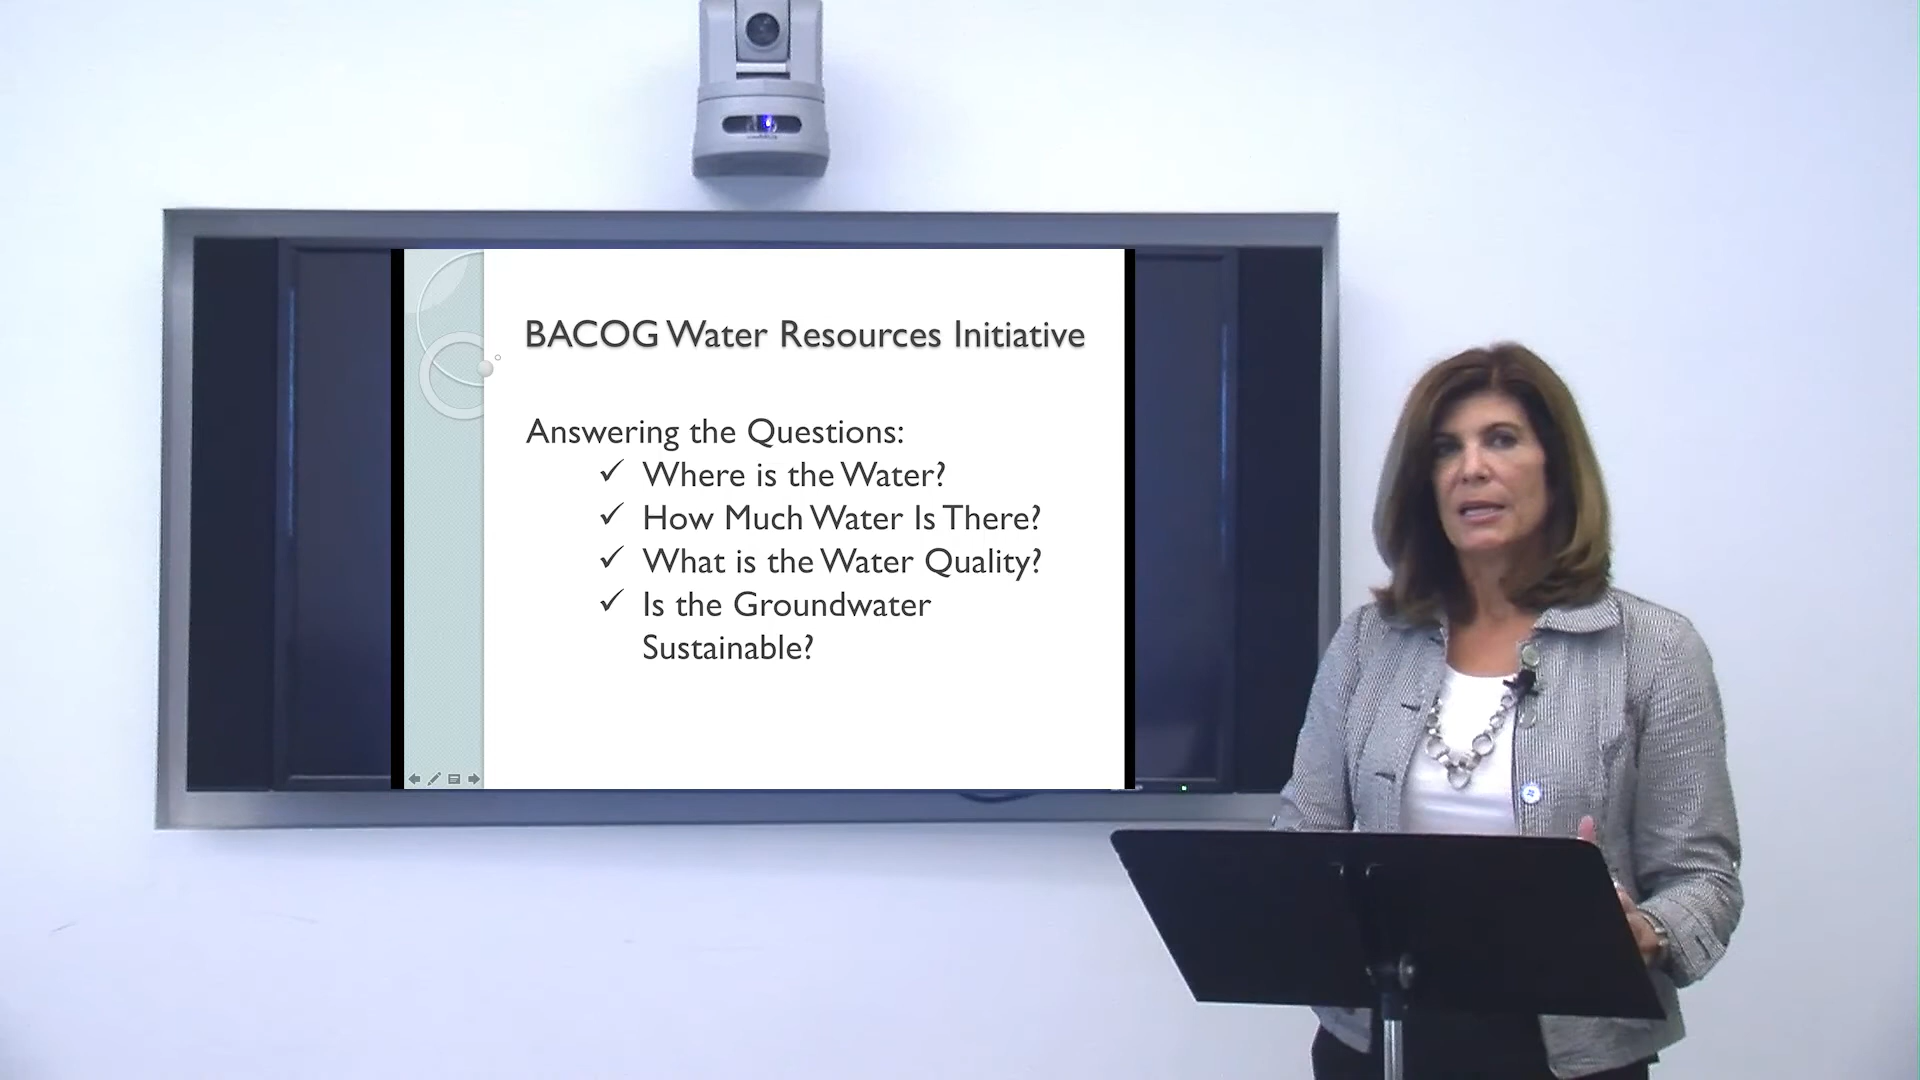 BACOG Water Resources Initiative
Answering the Questions:
✓ Where is the Water?
✓ How Much Water Is There?
✓ What is the Water Quality?
✓ Is the Groundwater
Sustainable?